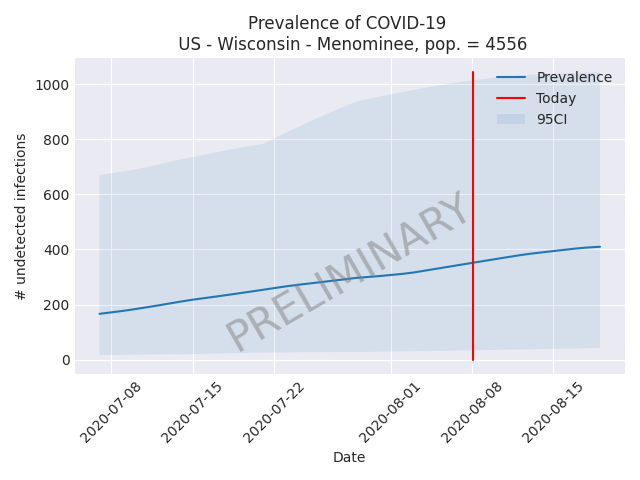 Prevalence of COVID-19
US - Wisconsin - Menominee, pop. = 4556
Prevalence
Today
95CI
# undetected infections
1000
800
600
400
200
0
PRELIMINARY
2020-07-08
2020-07-15
2020-07-22
2020-08-01
2020-08-08
2020-08-15
Date